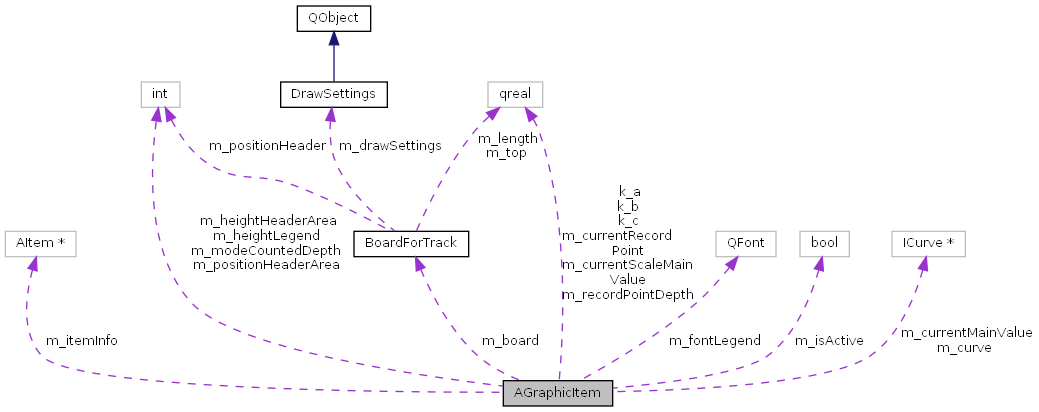 QObject
int
DrawSettings
qreal
m_length
m_top
m_positionHeader
m_drawSettings
k_a
k_b
k_c
m_currentRecord
Point
m_currentScaleMain
Value
m_recordPointDepth
m_heightHeaderArea
m_heightLegend
m_modeCountedDepth
m_positionHeaderArea
AItem *
BoardForTrack
QFont
bool
ICurve *
m_itemInfo
m_board
m_fontLegend
m_isActive
m_currentMainValue
m_curve
AGraphicItem